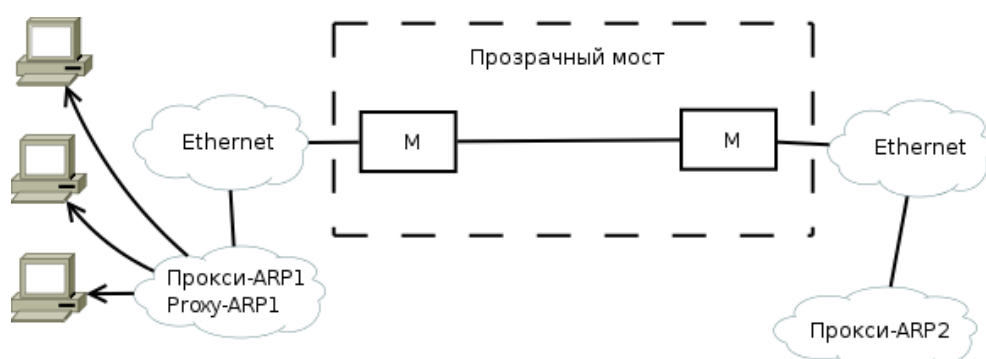 Прозрачный мост
Ethernet
М
М
Ethernet
Прокси-ARP1
Proxy-ARP1
Прокси-ARP2